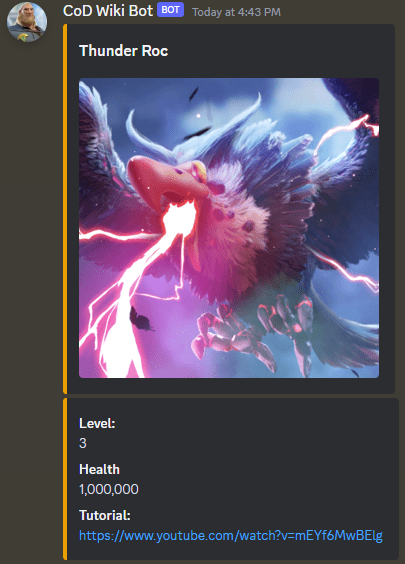 CoD Wiki Bot BOT Today at 4:43 PM
Thunder Roc
Level:
3
Health
1,000,000
Tutorial:
https://www.youtube.com/watch?v=mEYf6MwBElg